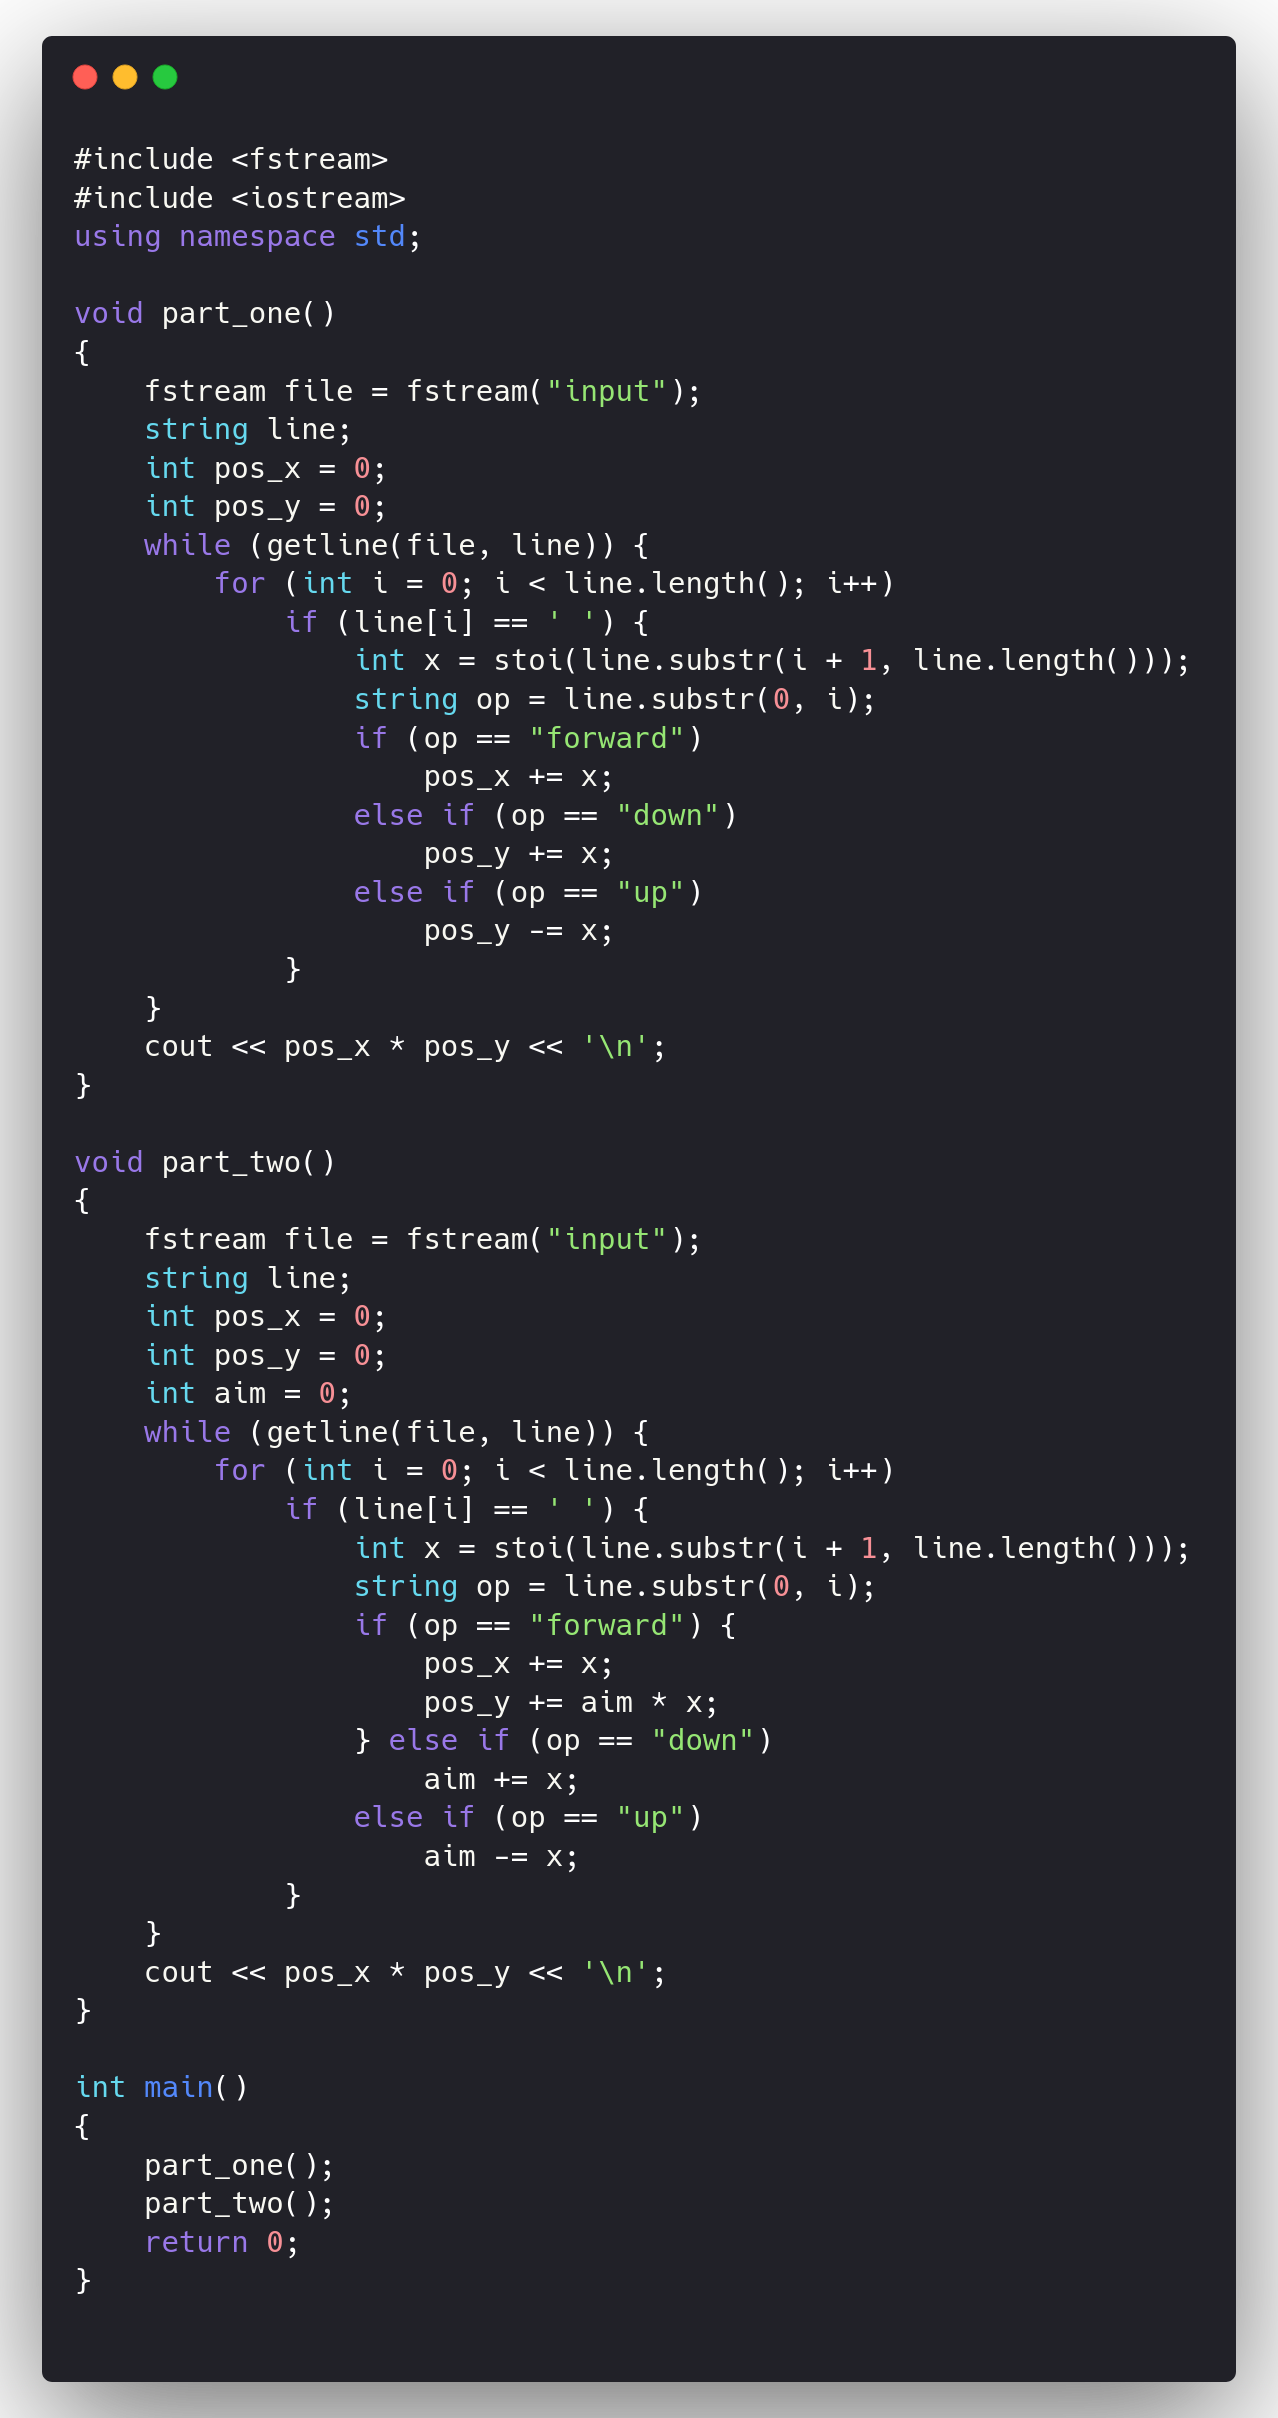 #include <fstream>
#include <iostream>
using namespace std;

void part_one()
{
    fstream file = fstream("input");
    string line;
    int pos_x = 0;
    int pos_y = 0;
    while (getline(file, line)) {
        for (int i = 0; i < line.length(); i++)
            if (line[i] == ' ') {
                int x = stoi(line.substr(i + 1, line.length()));
                string op = line.substr(0, i);
                if (op == "forward")
                    pos_x += x;
                else if (op == "down")
                    pos_y += x;
                else if (op == "up")
                    pos_y -= x;
            }
    }
    cout << pos_x * pos_y << '\n';
}

void part_two()
{
    fstream file = fstream("input");
    string line;
    int pos_x = 0;
    int pos_y = 0;
    int aim = 0;
    while (getline(file, line)) {
        for (int i = 0; i < line.length(); i++)
            if (line[i] == ' ') {
                int x = stoi(line.substr(i + 1, line.length()));
                string op = line.substr(0, i);
                if (op == "forward") {
                    pos_x += x;
                    pos_y += aim * x;
                } else if (op == "down")
                    aim += x;
                else if (op == "up")
                    aim -= x;
            }
    }
    cout << pos_x * pos_y << '\n';
}

int main()
{
    part_one();
    part_two();
    return 0;
}